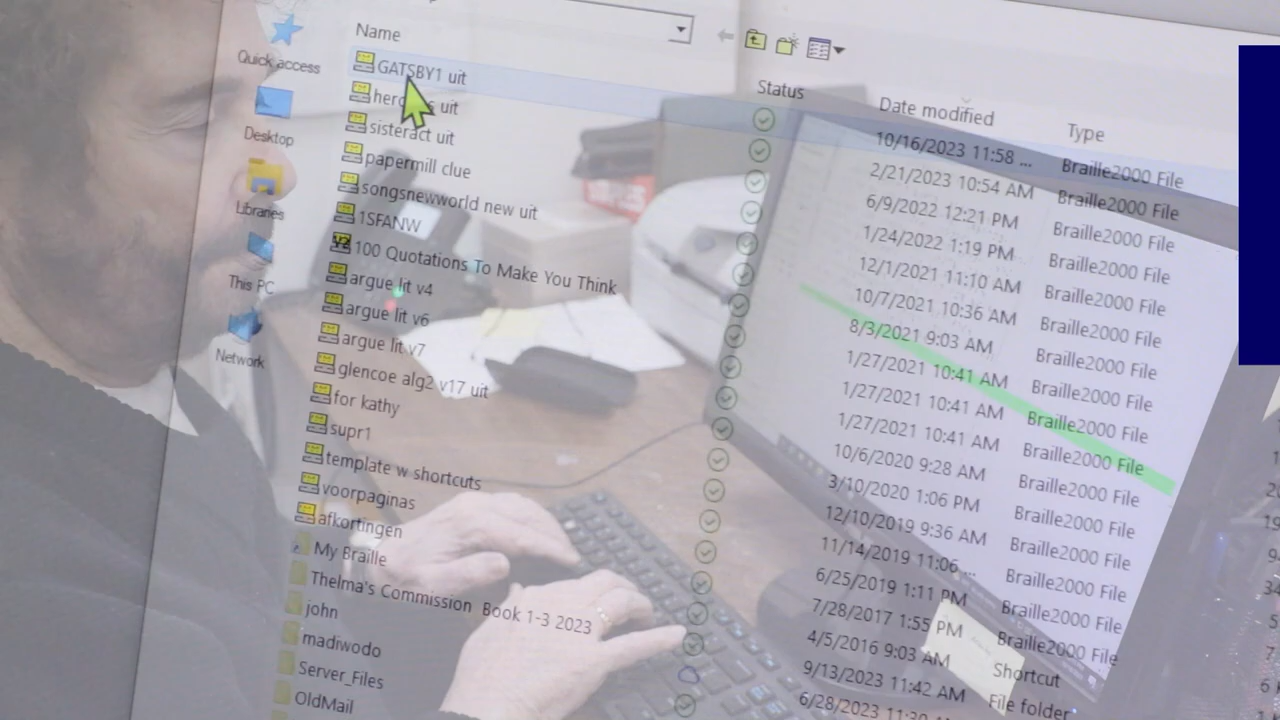 Name
Status
Date modified
Type
Quick access
Desktop
Libraries
This PC
Network
GATSBY1 uit
sisteract uit
papermill clue
songsnewworld new uit
1SFANW
100 Quotations To Make You Think
argue lit v4
argue lit v6
argue lit v7
glencoe alg2 v17 uit
for kathy
supr1
template w shortcuts
voorpaginas
afkortingen
My Braille
Thelma's Commission Book 1-3 2023
john
madiwodo
Server_Files
OldMail
10/16/2023 11:58 ... Braille2000 File
2/21/2023 10:54 AM Braille2000 File
6/9/2022 12:21 PM Braille2000 File
1/24/2022 1:19 PM Braille2000 File
12/1/2021 11:10 AM Braille2000 File
10/7/2021 10:36 AM Braille2000 File
8/3/2021 9:03 AM Braille2000 File
1/27/2021 10:41 AM Braille2000 File
1/27/2021 10:41 AM Braille2000 File
1/27/2021 10:41 AM Braille2000 File
10/6/2020 9:28 AM Braille2000 File
3/10/2020 1:06 PM Braille2000 File
12/10/2019 9:36 AM Braille2000 File
11/14/2019 11:06 ... Braille2000 File
6/25/2019 1:11 PM Braille2000 File
7/28/2017 1:55 PM Braille2000 File
4/5/2016 9:03 AM Shortcut
9/13/2023 11:42 AM File folder